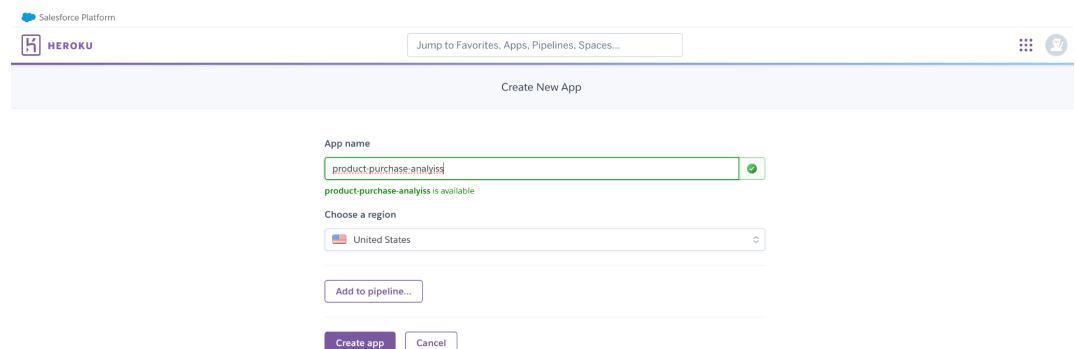 Salesforce Platform
HEROKU
Jump to Favorites, Apps, Pipelines, Spaces...
Create New App
App name
product-purchase-analyiss
product-purchase-analyiss is available
Choose a region
United States
Add to pipeline...
Create app Cancel